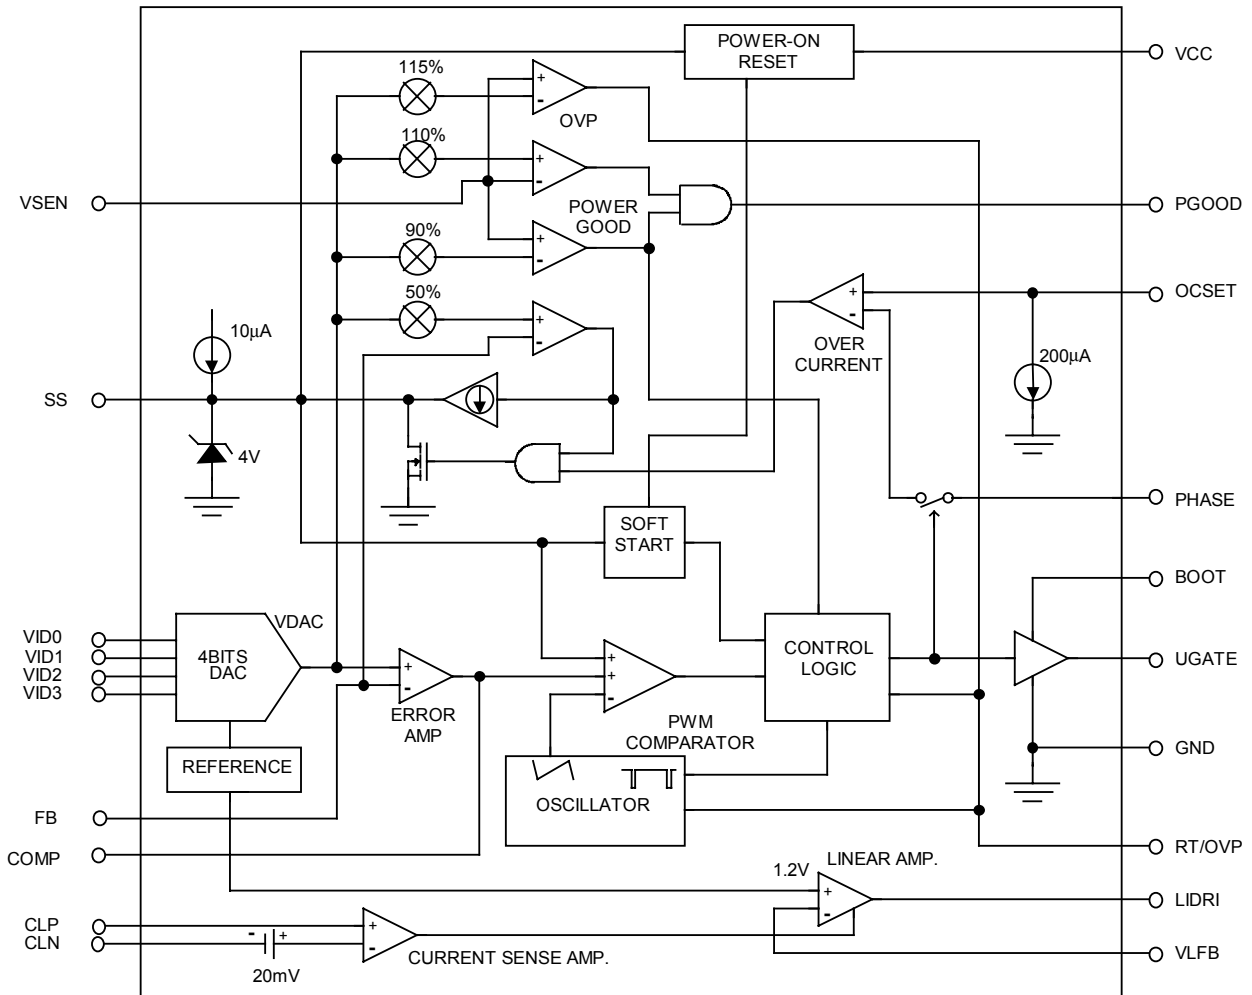 POWER-ON
RESET
VCC
115%
+
-
OVP
110%
+
-
VSEN
POWER
GOOD
PGOOD
90%
+
-
50%
+
-
OCSET
+
-
OVER
CURRENT
10µA
200µA
SS
4V
PHASE
SOFT
START
BOOT
VDAC
VID0
VID1
VID2
VID3
4BITS
DAC
+
-
ERROR
AMP
+
+
-
PWM
COMPARATOR
CONTROL
LOGIC
UGATE
GND
REFERENCE
OSCILLATOR
FB
COMP
RT/OVP
LINEAR AMP.
1.2V
+
-
LIDRI
CLP
CLN
- +
20mV
+
-
CURRENT SENSE AMP.
VLFB